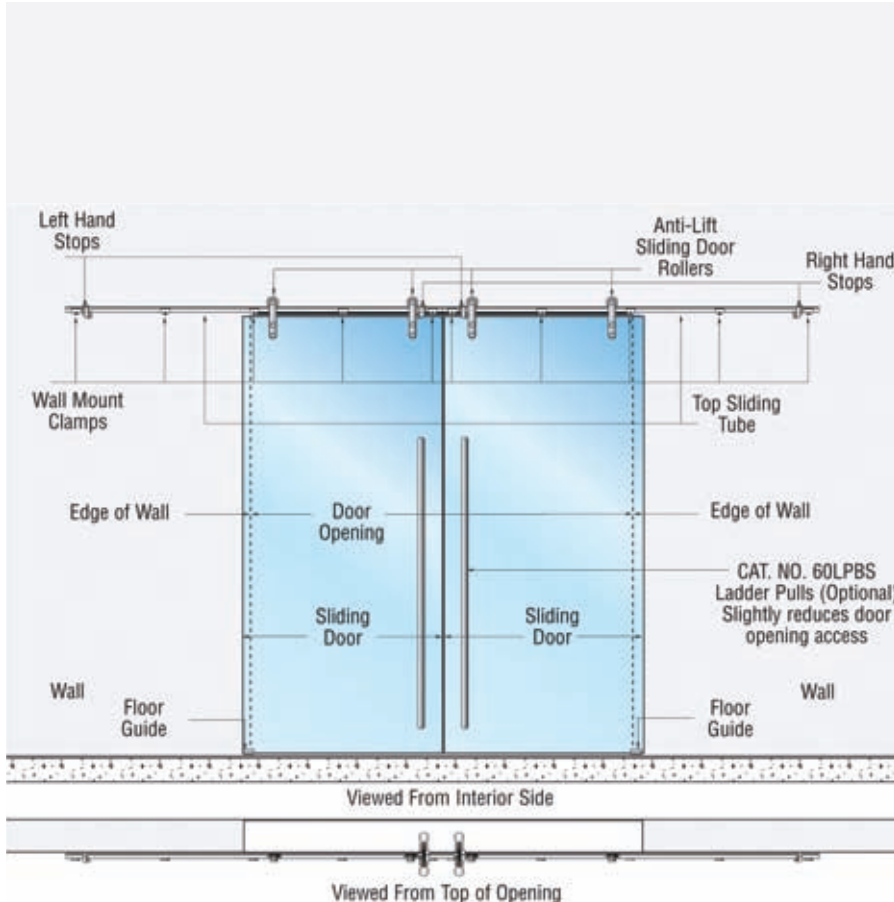 Left Hand
Stops
Anti-Lift
Sliding Door
Rollers
Right Hand
Stops
Wall Mount
Clamps
Top Sliding
Tube
Edge of Wall
Door
Opening
Edge of Wall
CAT. NO. 60LPBS
Ladder Pulls (Optional)
Slightly reduces door
opening access
Sliding
Door
Sliding
Door
Wall
Floor
Guide
Floor
Guide
Wall
Viewed From Interior Side
Viewed From Top of Opening